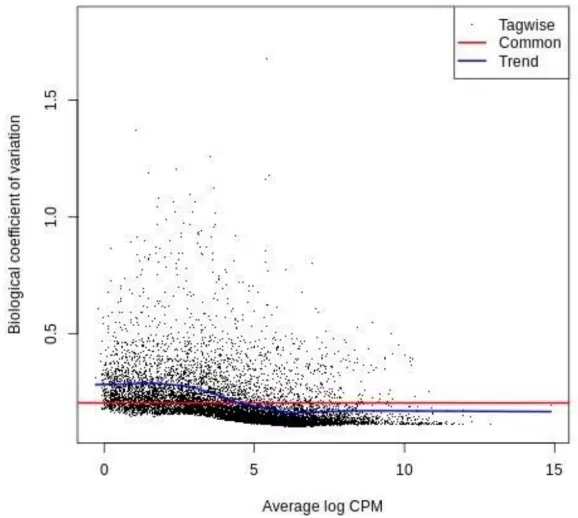 Tagwise
Common
Trend
Biological coefficient of variation
1.5
1.0
0.5
0 5 10 15
Average log CPM